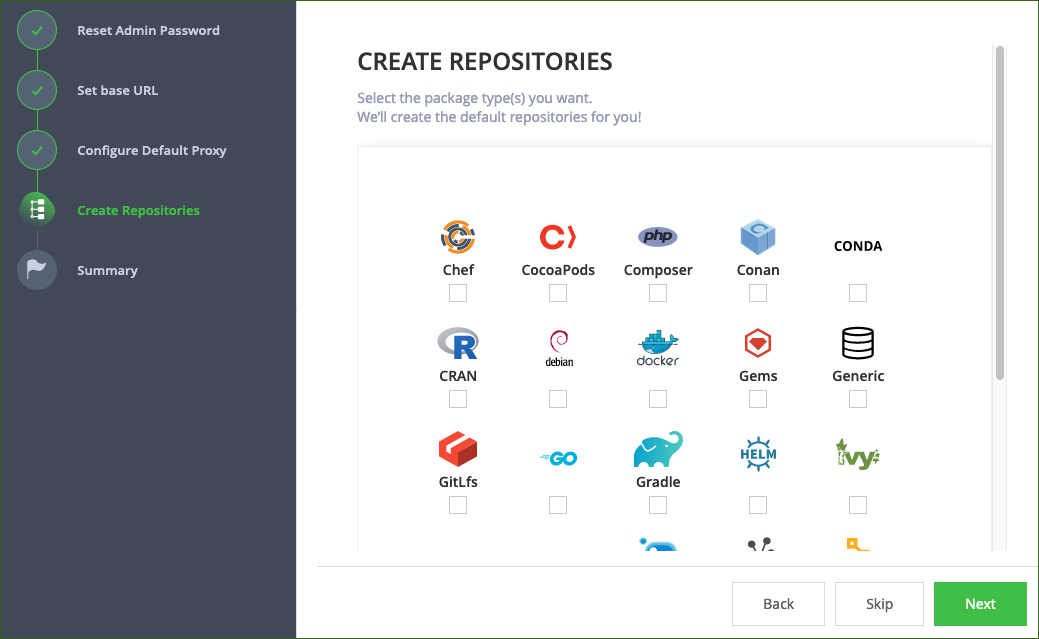 Reset Admin Password
Set base URL
Configure Default Proxy
Create Repositories
Summary
CREATE REPOSITORIES
Select the package type(s) you want.
We'll create the default repositories for you!
php
CONDA
Chef
CocoaPods
Composer
Conan
R
debian
docker
CRAN
Gems
Generic
GO
HELM
ivy
GitLfs
Gradle
Back
Skip
Next